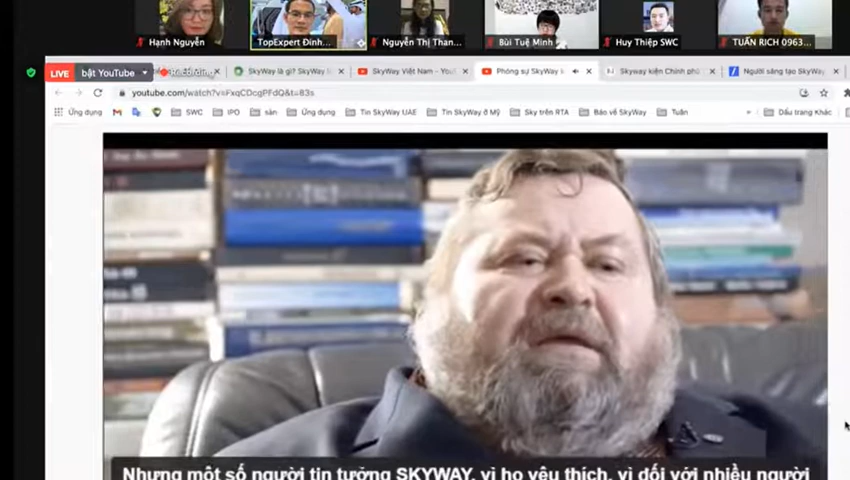 Hạnh Nguyễn
TopExpert Đinh...
Nguyễn Thị Than...
Bùi Tuệ Minh
Huy Thiệp SWC
TUẤN RICH 0963...
LIVE bật YouTube
Recording
SkyWay là gì? SkyWay
SkyWay Việt Nam - YouTub
Phóng sự SkyWay
Skyway kiện Chính phủ
Người sáng tạo SkyWay
youtube.com/watch?v=FxqCDcgPFdQ&t=83s
Ứng dụng SWC IPO sàn Ứng dụng Tin SkyWay UAE Tin SkyWay ở Mỹ Sky trên RTA Báo về SkyWay Tuân » Dấu trang Khác
Nhưng một số người tin tưởng SKYWAY, vì họ yêu thích, vì đối với nhiều người